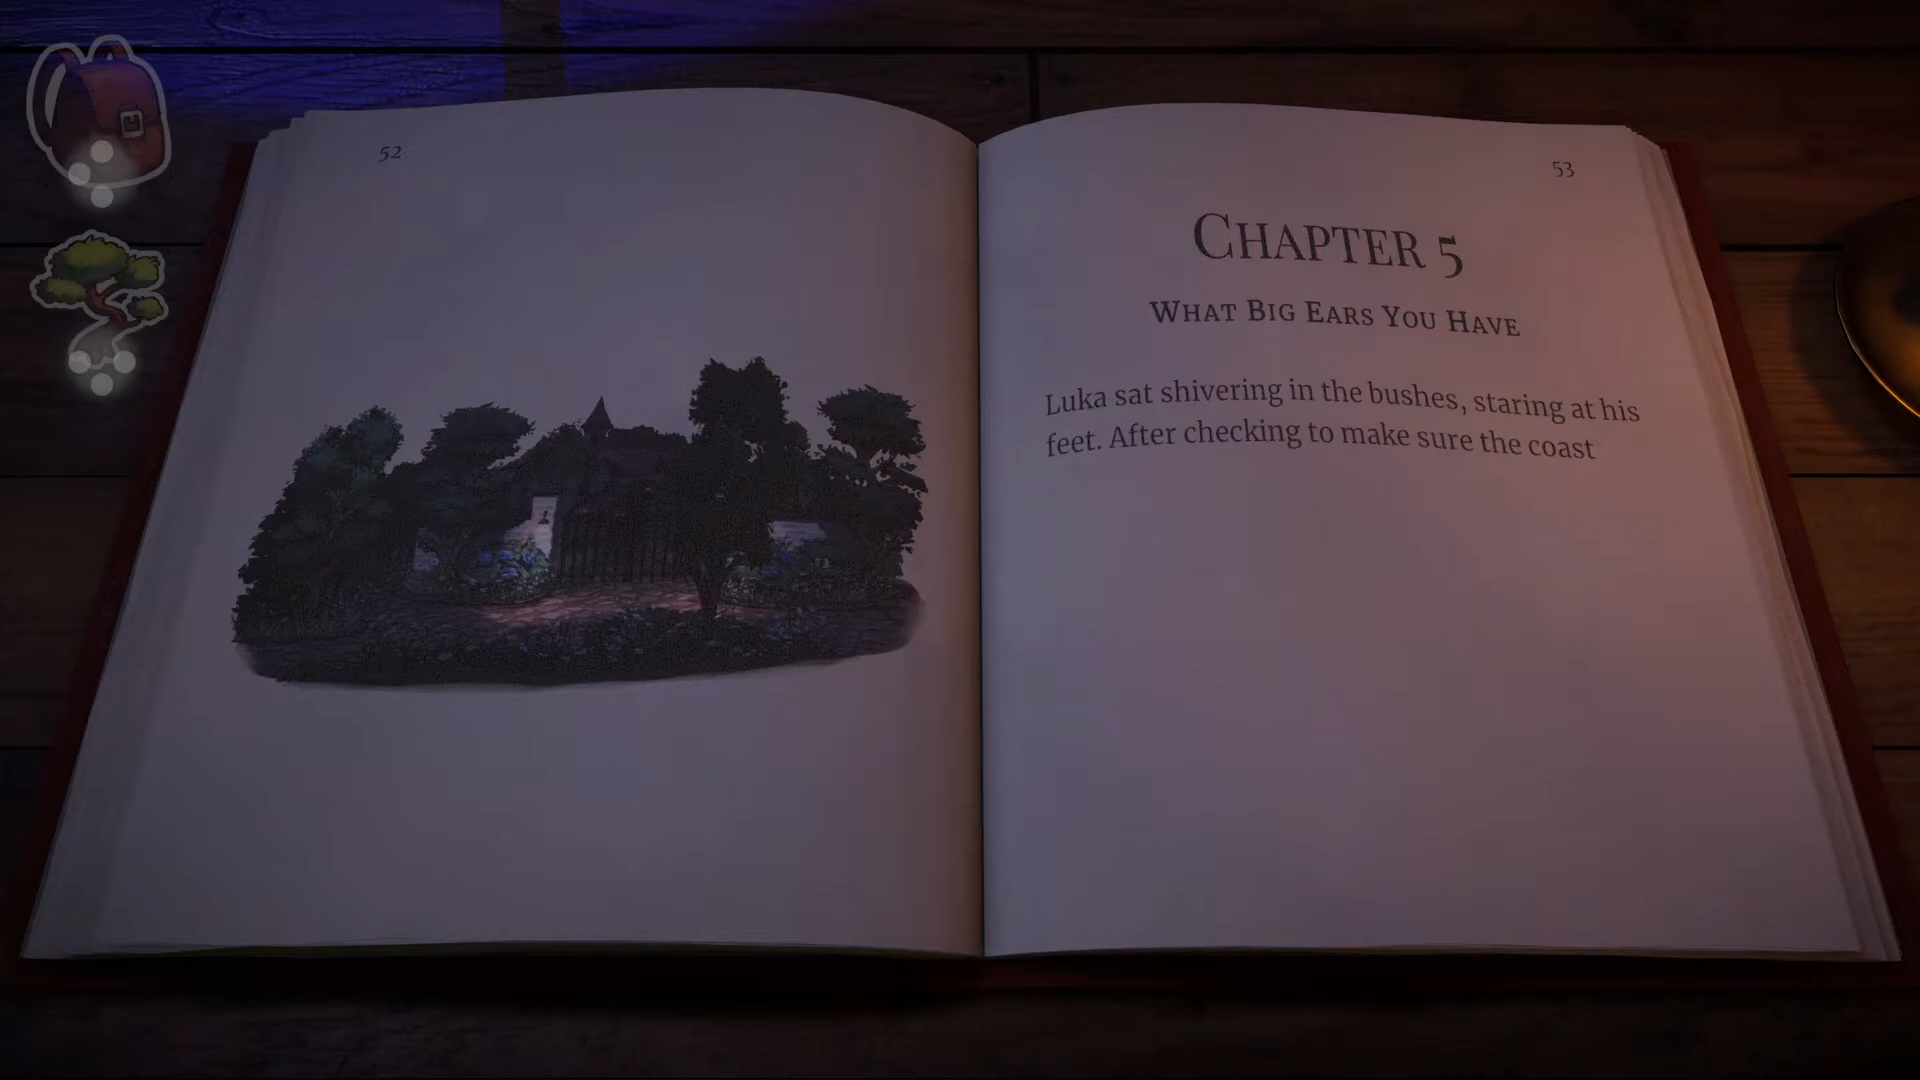 52
53
Chapter 5
What Big Ears You Have
Luka sat shivering in the bushes, staring at his
feet. After checking to make sure the coast